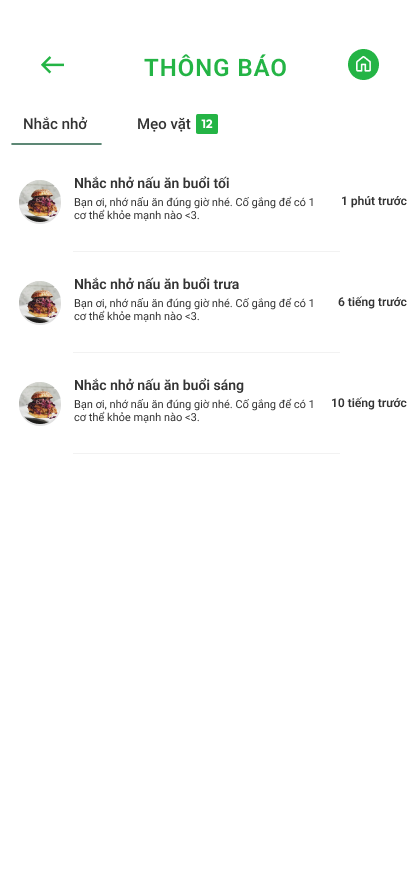 THÔNG BÁO
Nhắc nhở
Mẹo vặt 12
Nhắc nhở nấu ăn buổi tối
Bạn ơi, nhớ nấu ăn đúng giờ nhé. Cố gắng để có 1
cơ thể khỏe mạnh nào <3.
1 phút trước
Nhắc nhở nấu ăn buổi trưa
Bạn ơi, nhớ nấu ăn đúng giờ nhé. Cố gắng để có 1
cơ thể khỏe mạnh nào <3.
6 tiếng trước
Nhắc nhở nấu ăn buổi sáng
Bạn ơi, nhớ nấu ăn đúng giờ nhé. Cố gắng để có 1
cơ thể khỏe mạnh nào <3.
10 tiếng trước